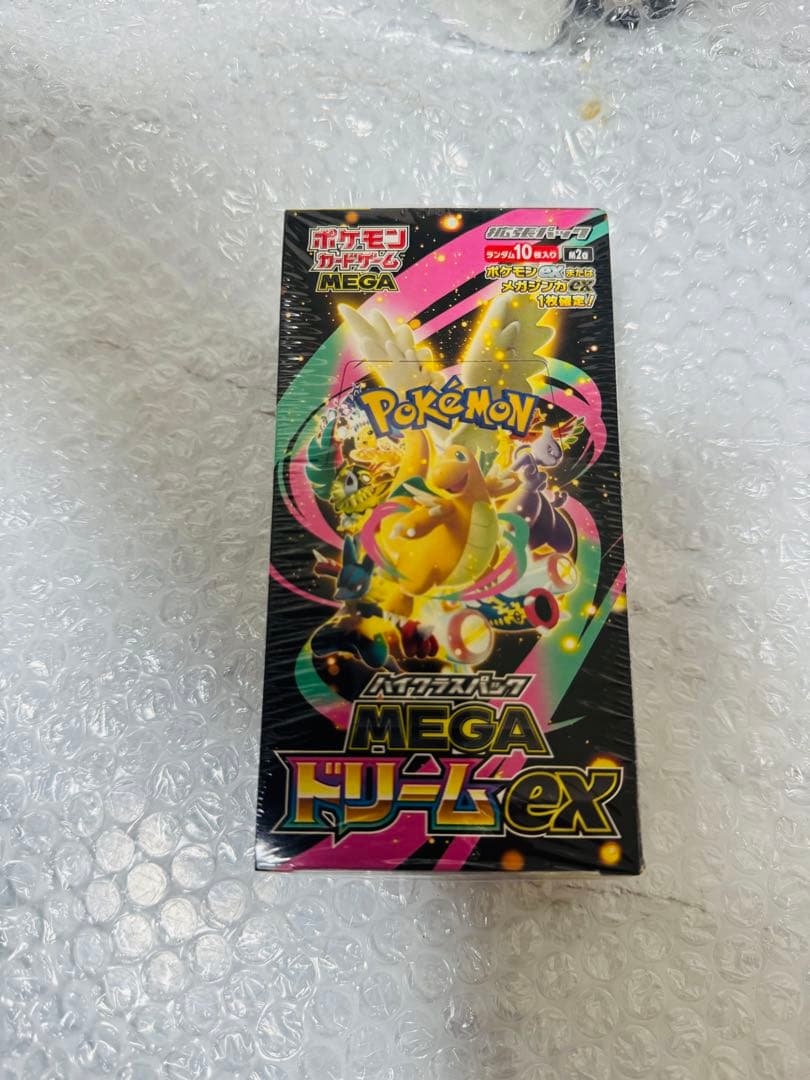 ポケモン
カードゲーム
MEGA
拡張パック
ランダム10枚入り M2a
ポケモンexまたは
メガシンカex
1枚確定!
POKéMON
ハイクラスパック
MEGA
ドリームex